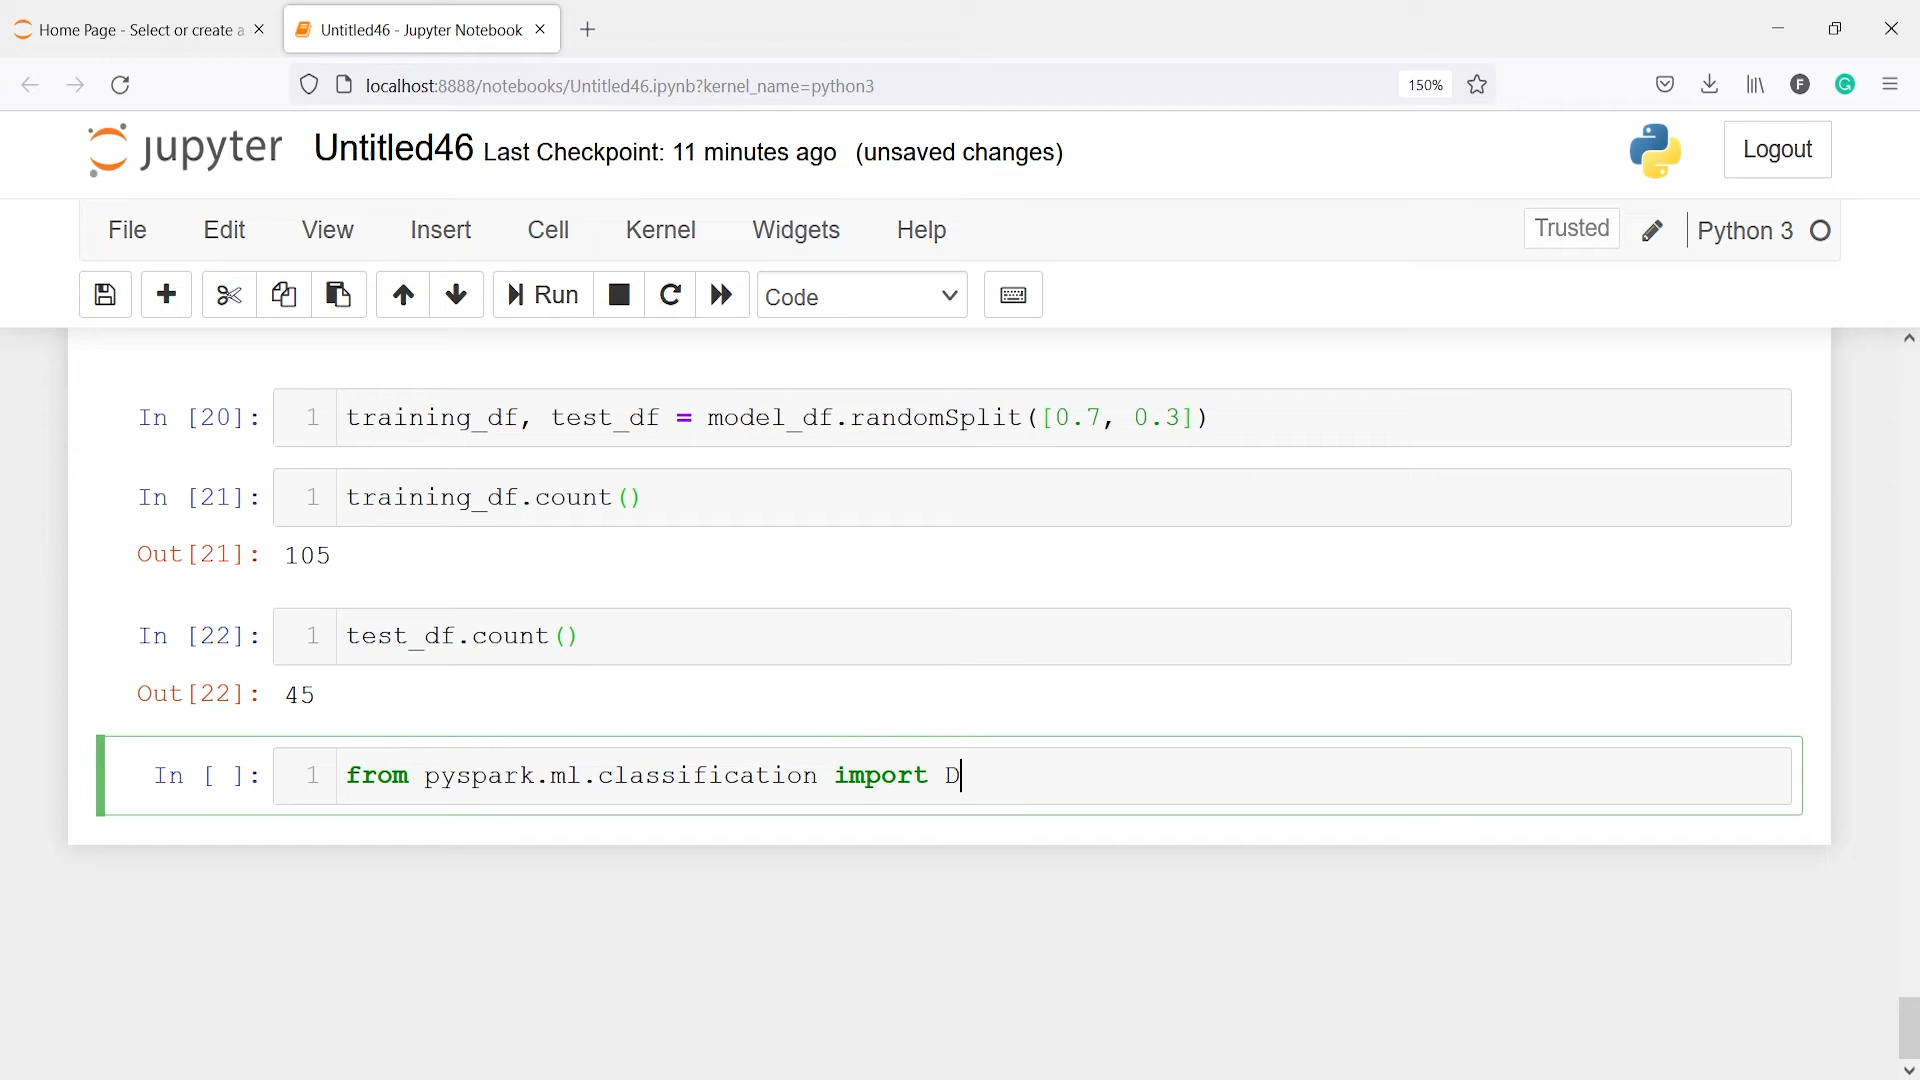 Home Page - Select or create a
Untitled46 - Jupyter Notebook
localhost:8888/notebooks/Untitled46.ipynb?kernel_name=python3
150%
F
G
jupyter Untitled46 Last Checkpoint: 11 minutes ago (unsaved changes)
Logout
File Edit View Insert Cell Kernel Widgets Help
Trusted
Python 3
Run
Code
In [20]: 1 training_df, test_df = model_df.randomSplit([0.7, 0.3])
In [21]: 1 training_df.count()
Out[21]: 105
In [22]: 1 test_df.count()
Out[22]: 45
In [ ]: 1 from pyspark.ml.classification import D